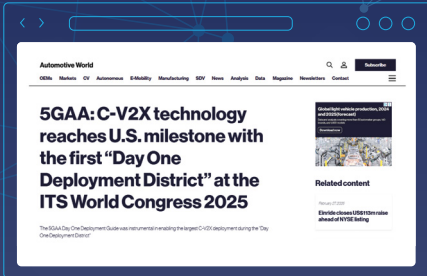 Automotive World
Subscribe
OEMs Markets CV Autonomous E-Mobility Manufacturing SDV News Analysis Data Magazine Newsletters Contact
5GAA: C-V2X technology
reaches U.S. milestone with
the first “Day One
Deployment District” at the
ITS World Congress 2025
The 5GAA Day One Deployment Guide was instrumental in enabling the largest C-V2X deployment during the “Day
One Deployment District”
Global light vehicle production, 2024
and 2025 (forecast)
Download now
Related content
Einride closes US$113m raise
ahead of NYSE listing